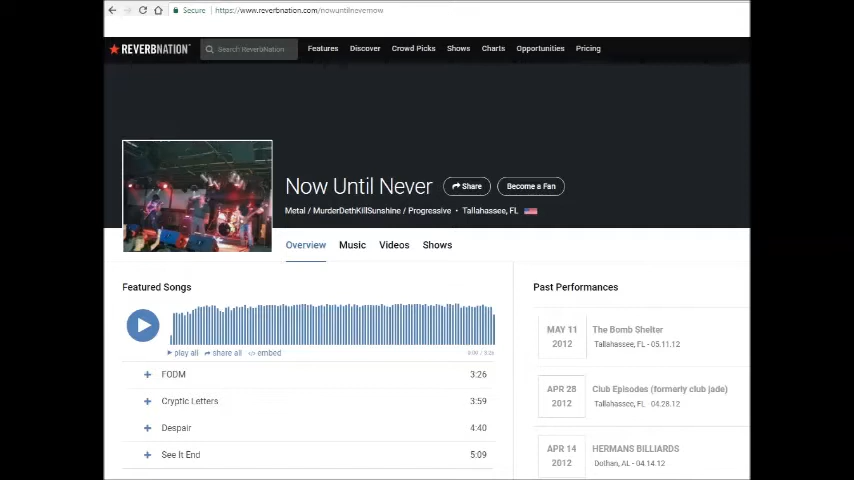 Secure https://www.reverbnation.com/nowuntilnevernow
REVERBNATION Search ReverbNation Features Discover Crowd Picks Shows Charts Opportunities Pricing
Now Until Never Share Become a Fan
Metal / MurderDethKillSunshine / Progressive • Tallahassee, FL
Overview Music Videos Shows
Featured Songs
play all share all </> embed 0:00 / 3:26
+ FODM 3:26
+ Cryptic Letters 3:59
+ Despair 4:40
+ See It End 5:09
Past Performances
MAY 11 The Bomb Shelter
2012 Tallahassee, FL - 05.11.12
APR 28 Club Episodes (formerly club jade)
2012 Tallahassee, FL - 04.28.12
APR 14 HERMANS BILLIARDS
2012 Dothan, AL - 04.14.12